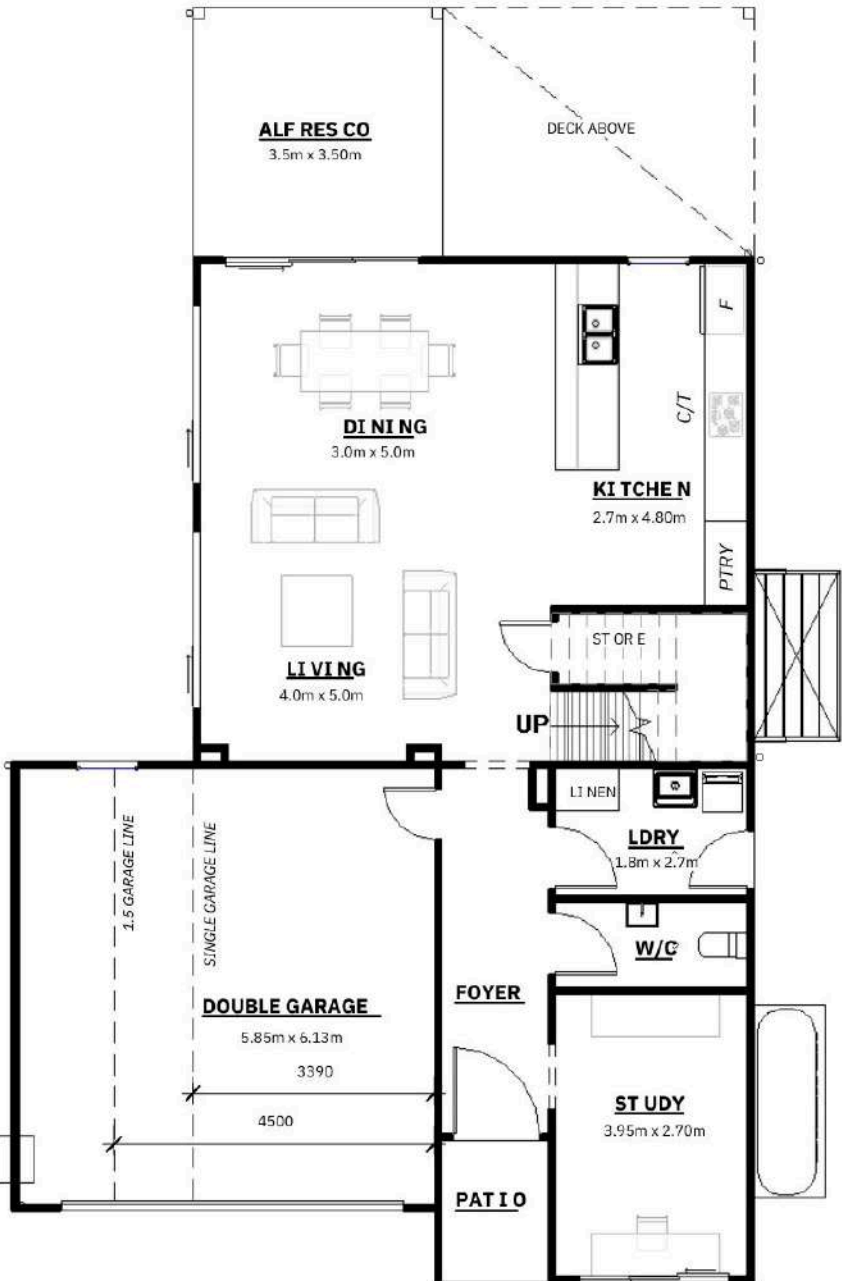 ALF RES CO
3.5m x 3.50m
DECK ABOVE
F
C/T
DI NI NG
3.0m x 5.0m
KI TCHE N
2.7m x 4.80m
PTRY
ST OR E
LI VI NG
4.0m x 5.0m
UP
LI NEN
LDRY
1.8m x 2.7m
1.5 GARAGE LINE
SINGLE GARAGE LINE
W/C
FOYER
DOUBLE GARAGE
5.85m x 6.13m
3390
4500
ST UDY
3.95m x 2.70m
PAT I O